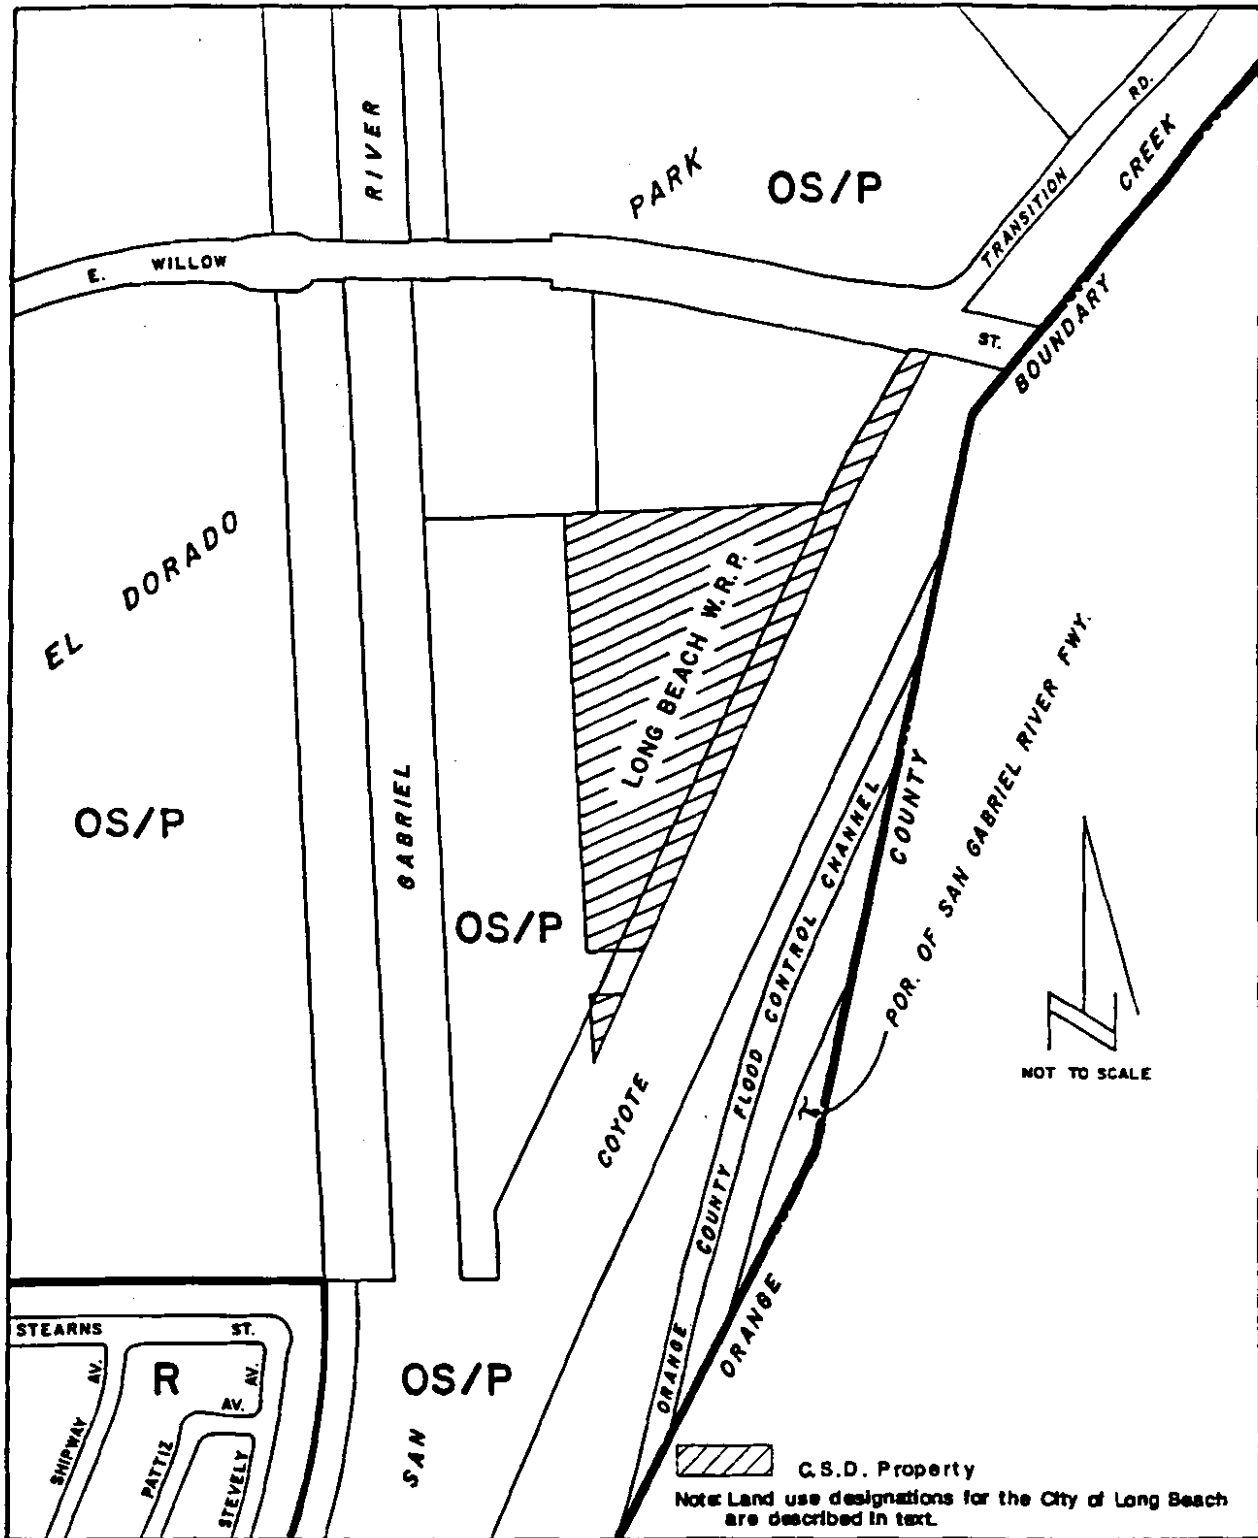 RIVER
PARK
OS/P
TRANSITION RD.
CREEK
E. WILLOW
ST.
BOUNDARY
EL DORADO
LONG BEACH W.R.P.
OS/P
GABRIEL
OS/P
COUNTY
POR. OF SAN GABRIEL RIVER FWY.
ORANGE COUNTY FLOOD CONTROL CHANNEL
COYOTE
NOT TO SCALE
ORANGE
STEARNS ST.
R
AV.
AV.
AV.
SHIPWAY
PATTIZ
STEVELY
OS/P
SAN
C.S.D. Property
Note: Land use designations for the City of Long Beach
are described in text.